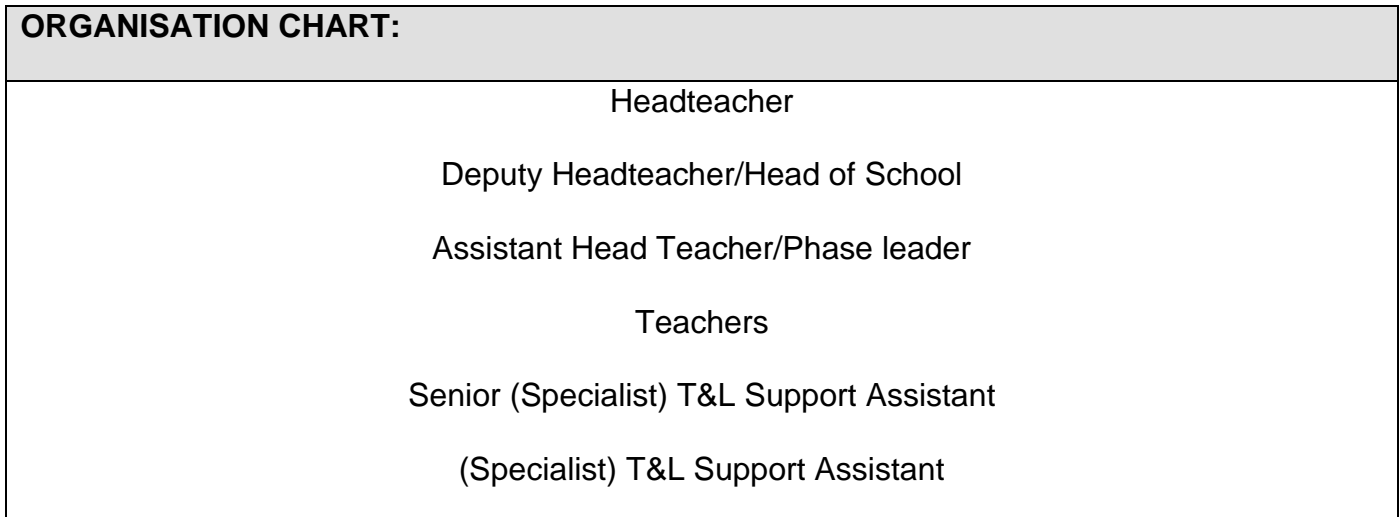 ORGANISATION CHART:
Headteacher
Deputy Headteacher/Head of School
Assistant Head Teacher/Phase leader
Teachers
Senior (Specialist) T&L Support Assistant
(Specialist) T&L Support Assistant